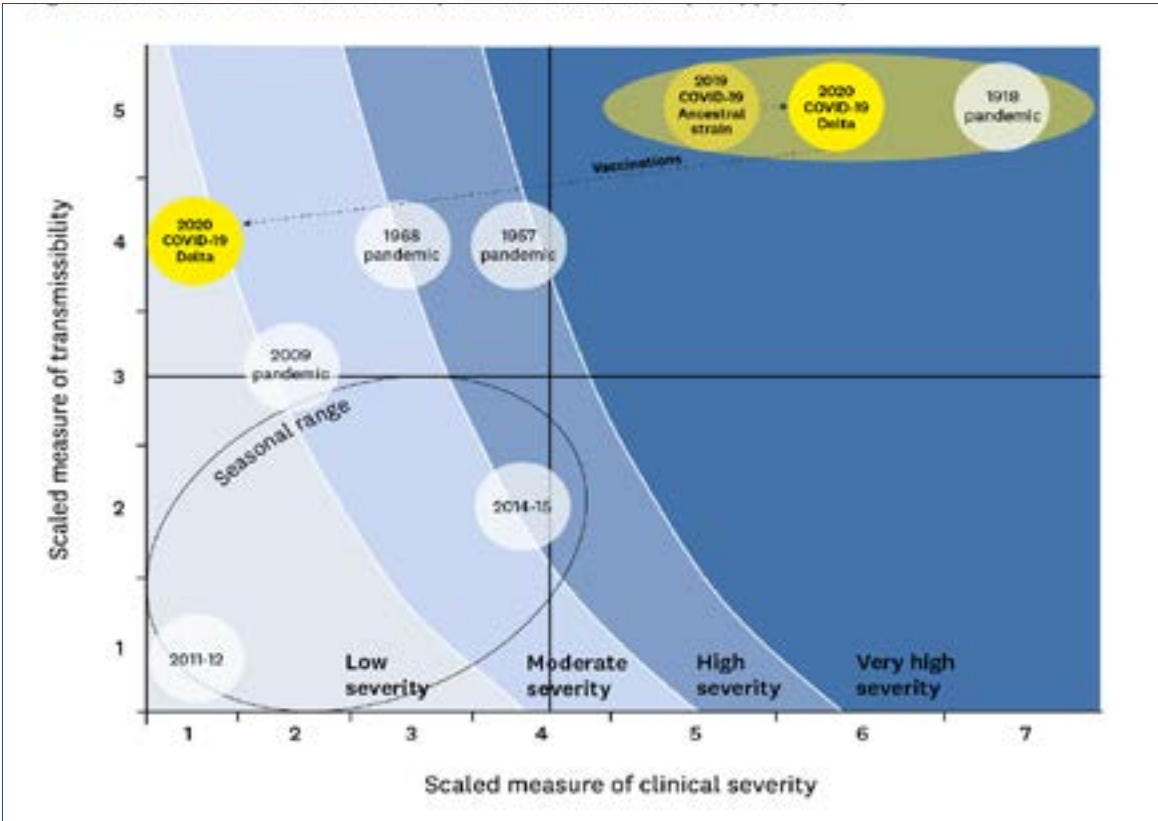 5
4
3
2
1
Scaled measure of transmissibility
2019
COVID-19
Ancestral
strain
2020
COVID-19
Delta
1918
pandemic
Vaccinations
2020
COVID-19
Delta
1968
pandemic
1957
pandemic
2009
pandemic
Seasonal range
2014-15
2011-12
Low
severity
Moderate
severity
High
severity
Very high
severity
1 2 3 4 5 6 7
Scaled measure of clinical severity